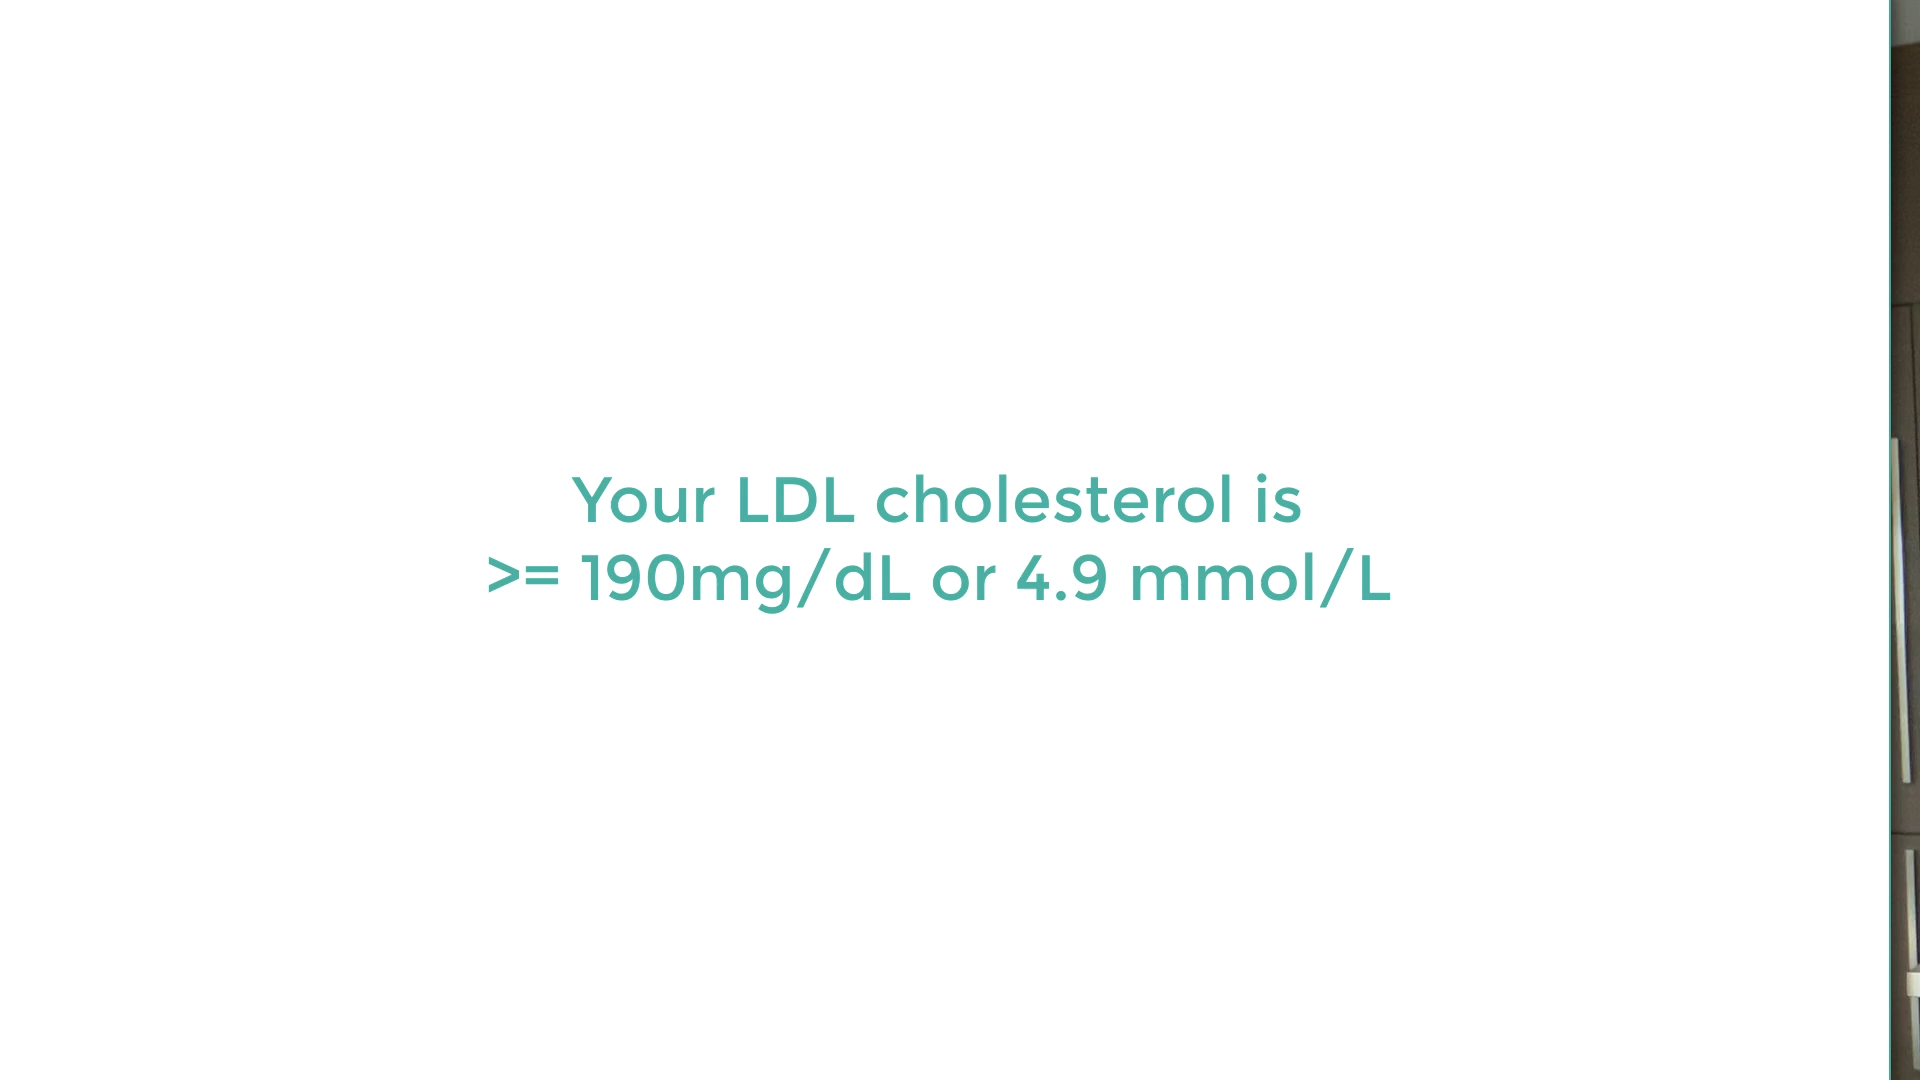 Your LDL cholesterol is
>= 190mg/dL or 4.9 mmol/L